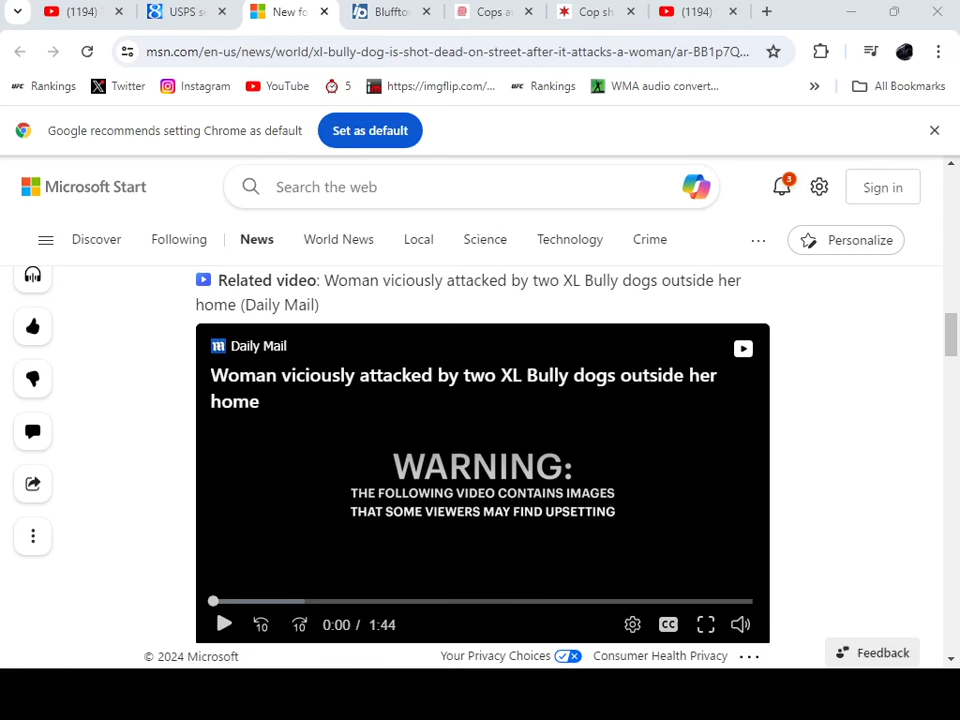 (1194)
USPS s
New fo
Bluffto
Cops a
Cop sh
(1194)
msn.com/en-us/news/world/xl-bully-dog-is-shot-dead-on-street-after-it-attacks-a-woman/ar-BB1p7Q...
UFC Rankings
Twitter
Instagram
YouTube
5
https://imgflip.com/...
UFC Rankings
WMA audio convert...
All Bookmarks
Google recommends setting Chrome as default
Set as default
Microsoft Start
Search the web
3
Sign in
Discover
Following
News
World News
Local
Science
Technology
Crime
Personalize
Related video: Woman viciously attacked by two XL Bully dogs outside her
home (Daily Mail)
m Daily Mail
Woman viciously attacked by two XL Bully dogs outside her
home
WARNING:
THE FOLLOWING VIDEO CONTAINS IMAGES
THAT SOME VIEWERS MAY FIND UPSETTING
10
10
0:00 / 1:44
CC
© 2024 Microsoft
Your Privacy Choices
Consumer Health Privacy
Feedback